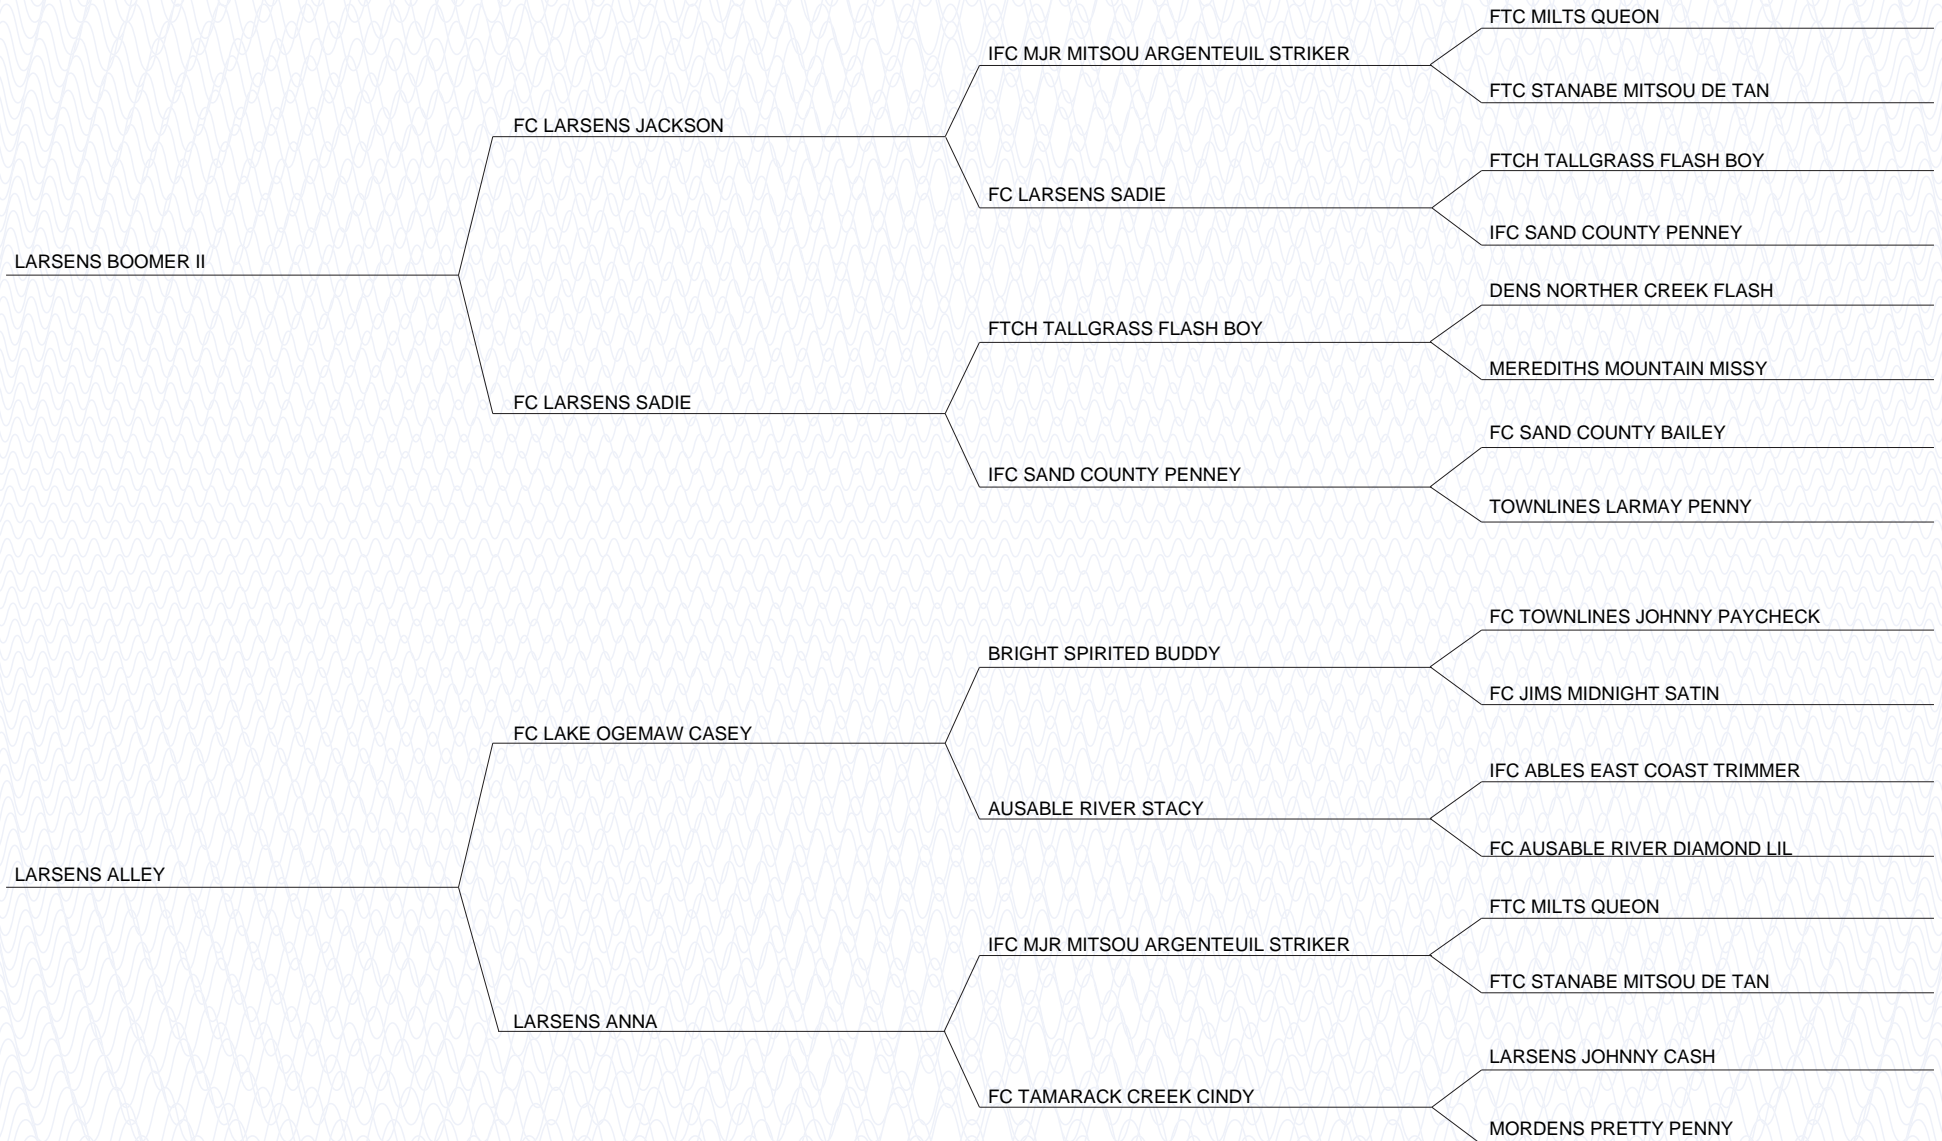 FTC MILTS QUEON
IFC MJR MITSOU ARGENTEUIL STRIKER
FTC STANABE MITSOU DE TAN
FC LARSENS JACKSON
FTCH TALLGRASS FLASH BOY
FC LARSENS SADIE
IFC SAND COUNTY PENNEY
LARSENS BOOMER II
DENS NORTHER CREEK FLASH
FTCH TALLGRASS FLASH BOY
MEREDITHS MOUNTAIN MISSY
FC LARSENS SADIE
FC SAND COUNTY BAILEY
IFC SAND COUNTY PENNEY
TOWNLINES LARMAY PENNY
FC TOWNLINES JOHNNY PAYCHECK
BRIGHT SPIRITED BUDDY
FC JIMS MIDNIGHT SATIN
FC LAKE OGEMAW CASEY
IFC ABLES EAST COAST TRIMMER
AUSABLE RIVER STACY
FC AUSABLE RIVER DIAMOND LIL
LARSENS ALLEY
FTC MILTS QUEON
IFC MJR MITSOU ARGENTEUIL STRIKER
FTC STANABE MITSOU DE TAN
LARSENS ANNA
LARSENS JOHNNY CASH
FC TAMARACK CREEK CINDY
MORDENS PRETTY PENNY